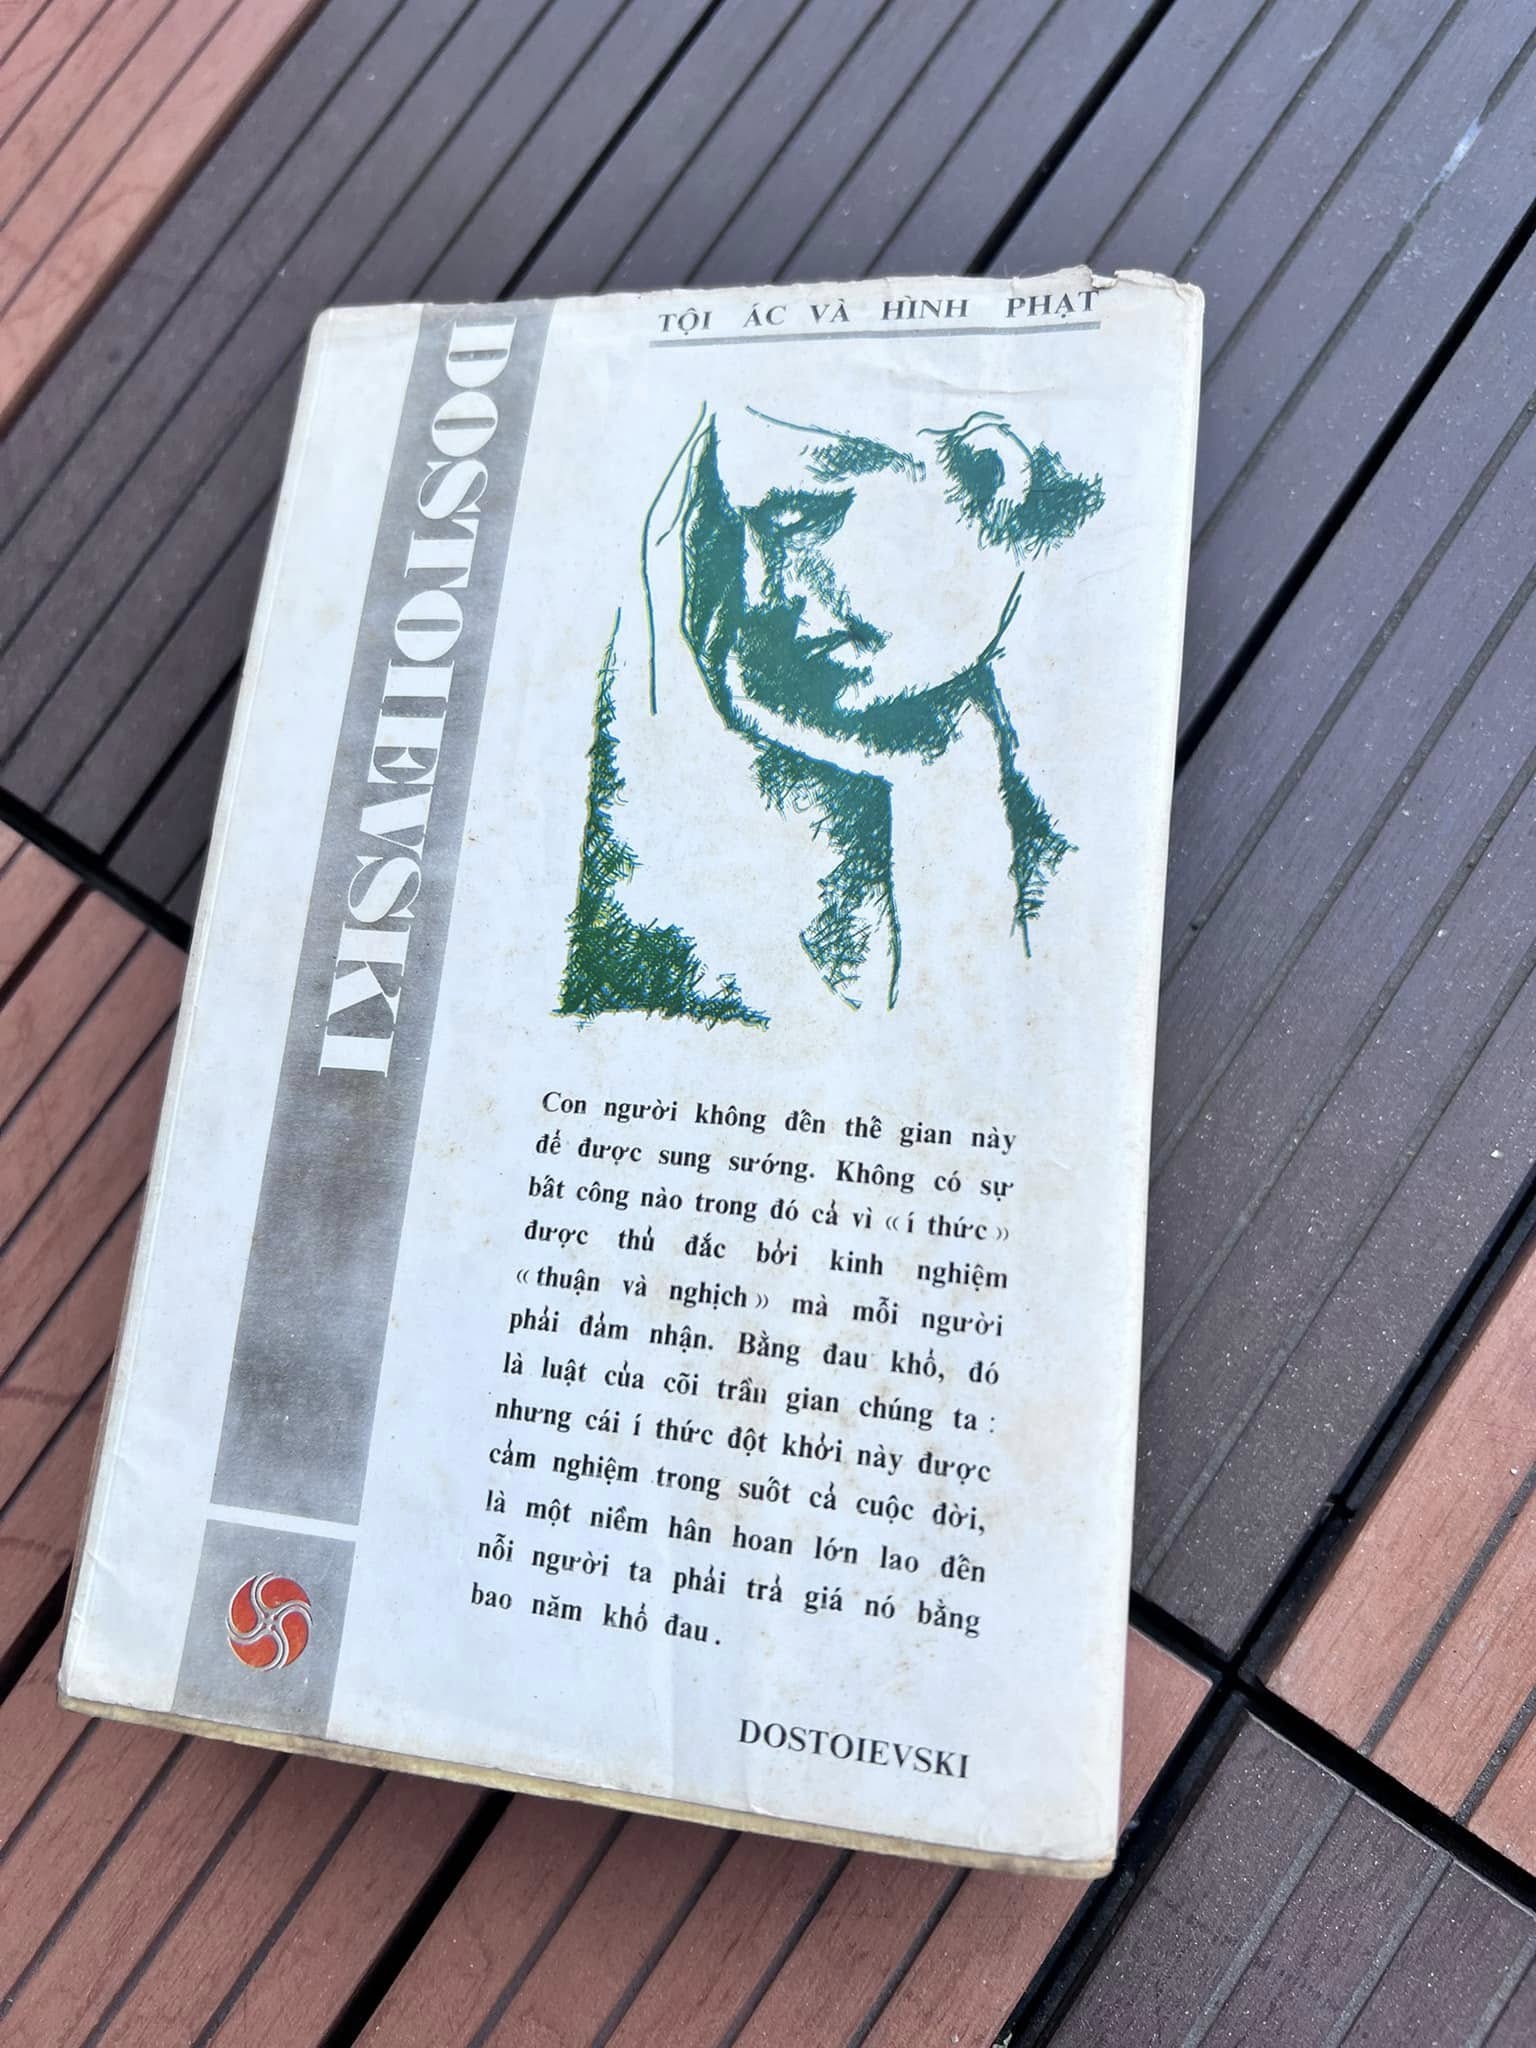 TỘI ÁC VÀ HÌNH PHẠT
DOSTOIEVSKI
Con người không đến thế gian này
để được sung sướng. Không có sự
bất công nào trong đó cả vì «í thức»
được thủ đắc bởi kinh nghiệm
«thuận và nghịch» mà mỗi người
phải đảm nhận. Bằng đau khổ, đó
là luật của cõi trần gian chúng ta :
nhưng cái í thức đột khởi này được
cảm nghiệm trong suốt cả cuộc đời,
là một niềm hân hoan lớn lao đến
nỗi người ta phải trả giá nó bằng
bao năm khổ đau.
DOSTOIEVSKI